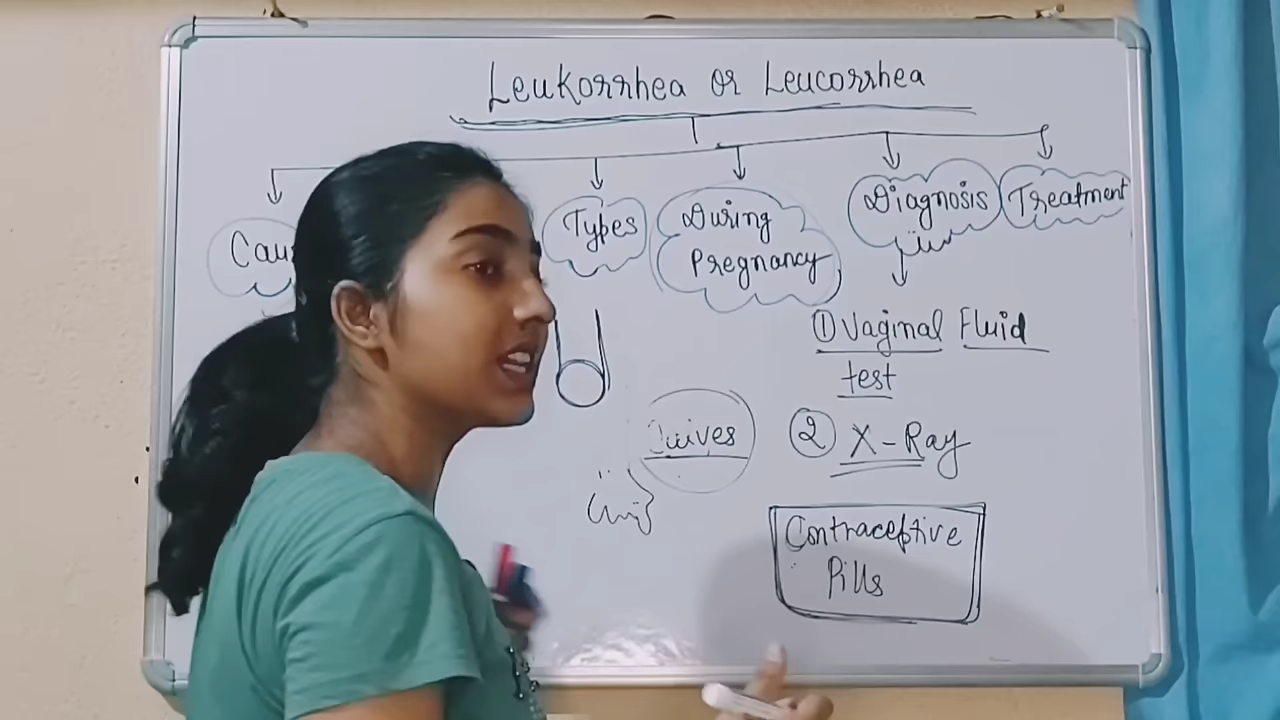 Leukorrhea or Leucorrhea
Types
During
Pregnancy
Diagnosis
Treatment
① Vaginal Fluid
test
② X-Ray
Contraceptive
Pills